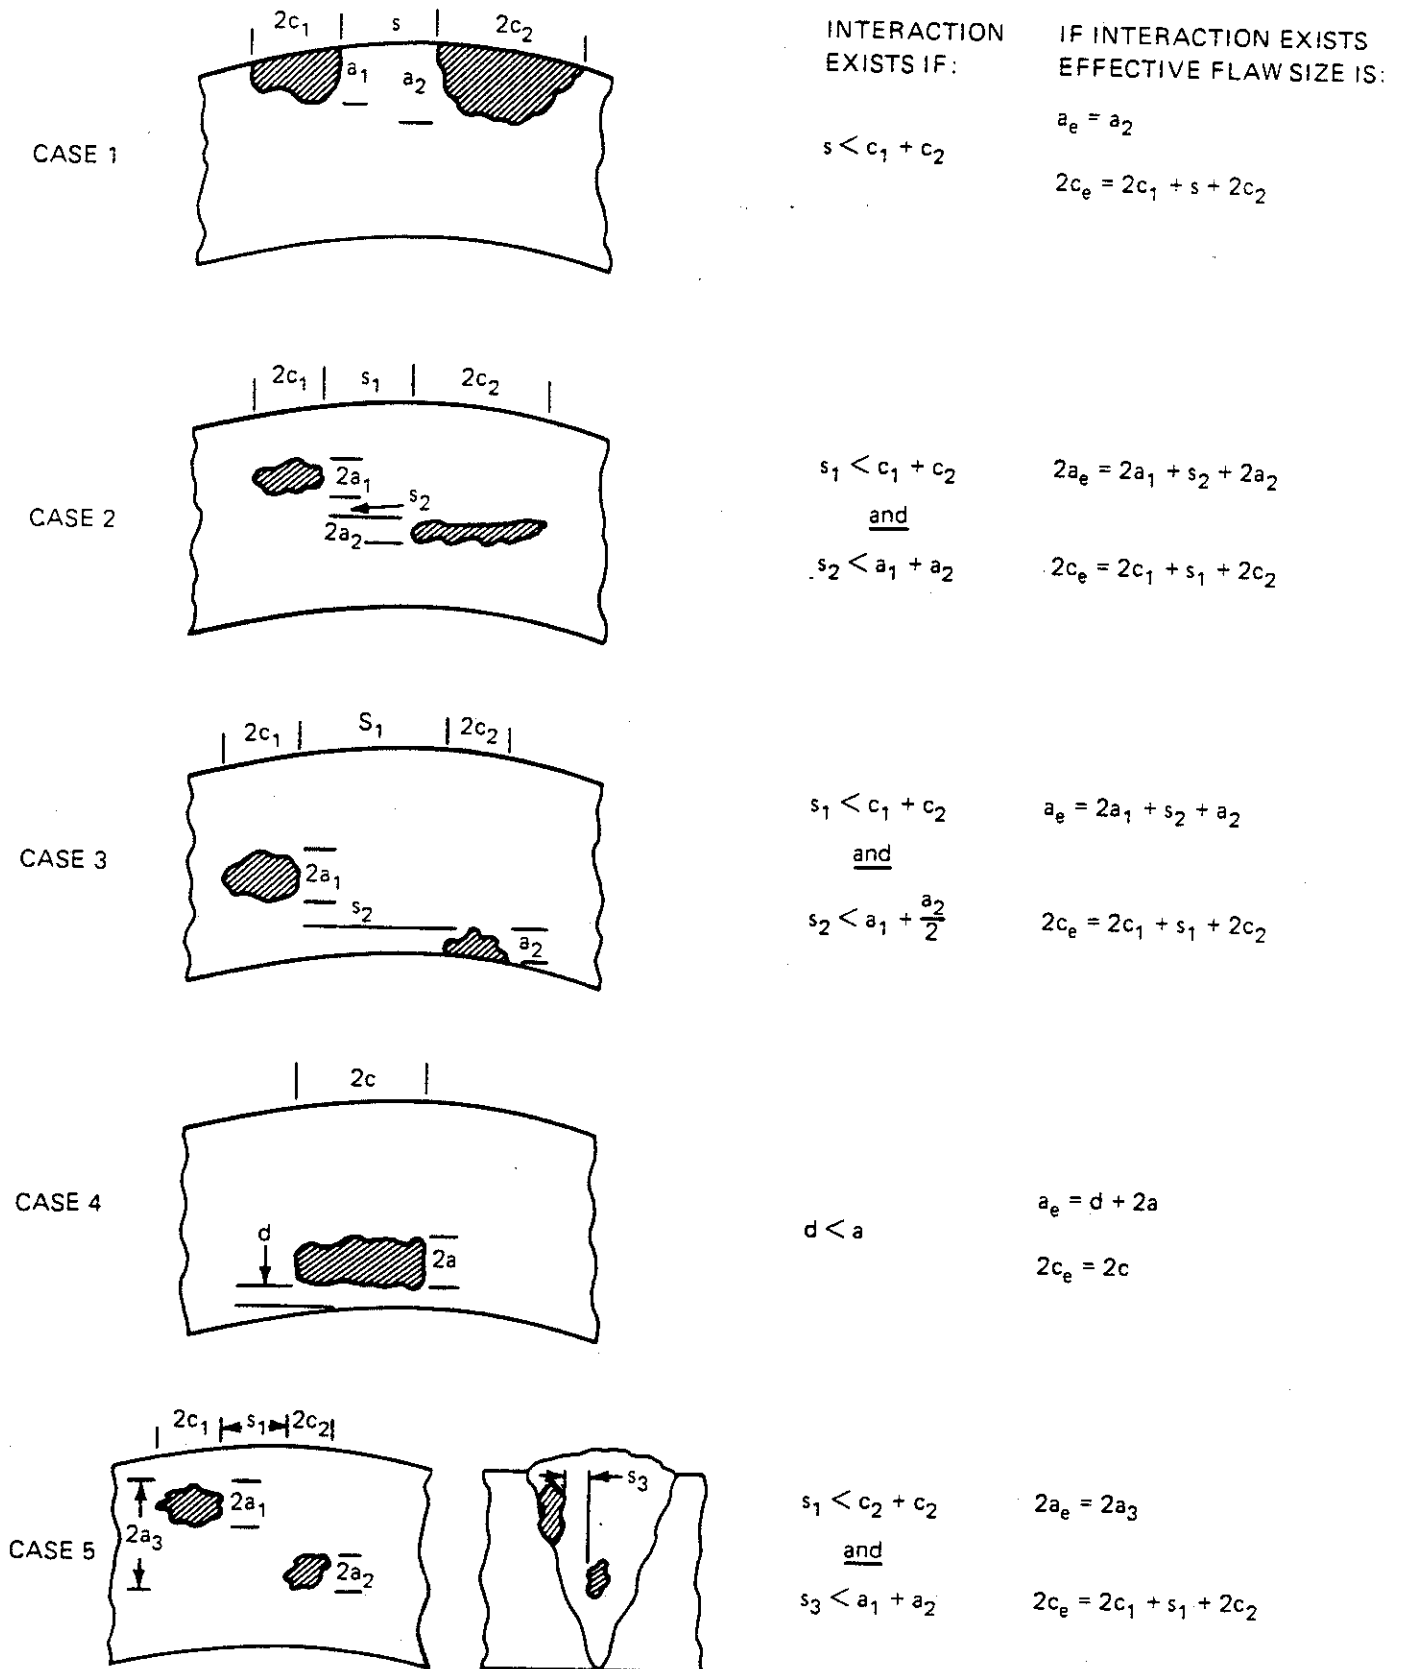 INTERACTION EXISTS IF:
IF INTERACTION EXISTS EFFECTIVE FLAW SIZE IS:
CASE 1
2c₁ s 2c₂
a₁ a₂
s < c₁ + c₂
aₑ = a₂
2cₑ = 2c₁ + s + 2c₂
CASE 2
2c₁ s₁ 2c₂
2a₁
s₂
2a₂
s₁ < c₁ + c₂
and
s₂ < a₁ + a₂
2aₑ = 2a₁ + s₂ + 2a₂
2cₑ = 2c₁ + s₁ + 2c₂
CASE 3
2c₁ S₁ 2c₂
2a₁
s₂
a₂
s₁ < c₁ + c₂
and
s₂ < a₁ + a₂/2
aₑ = 2a₁ + s₂ + a₂
2cₑ = 2c₁ + s₁ + 2c₂
CASE 4
2c
d
2a
d < a
aₑ = d + 2a
2cₑ = 2c
CASE 5
2c₁ s₁ 2c₂
2a₁
2a₃
2a₂
s₃
s₁ < c₂ + c₂
and
s₃ < a₁ + a₂
2aₑ = 2a₃
2cₑ = 2c₁ + s₁ + 2c₂